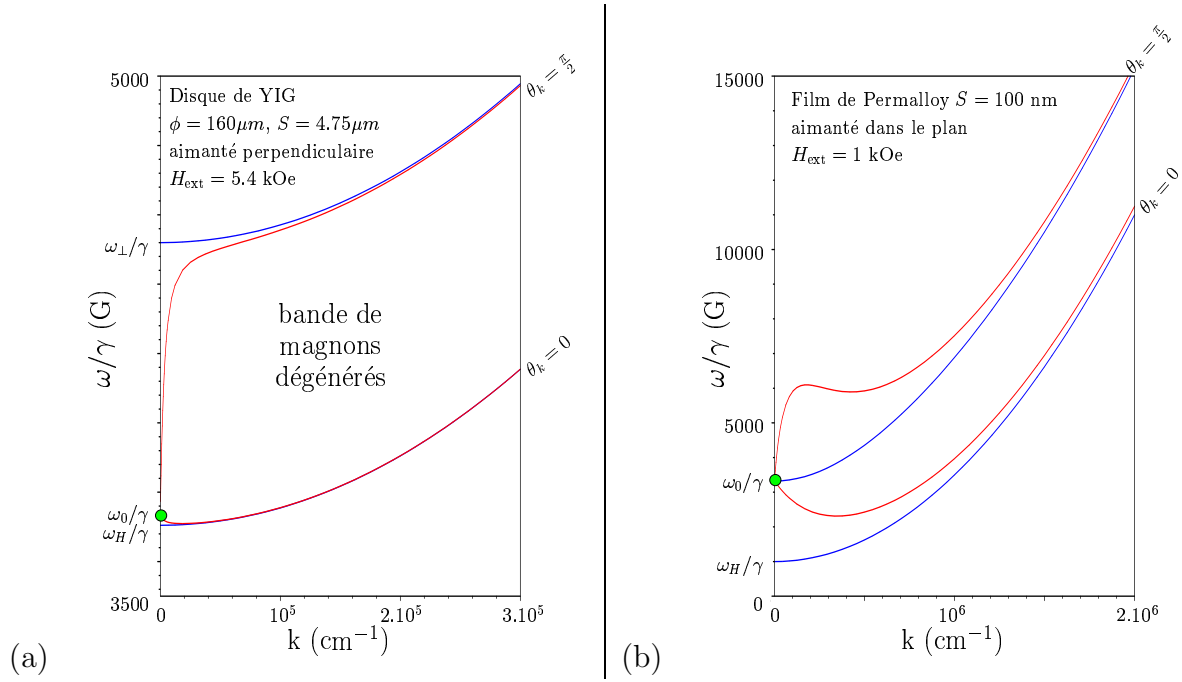 5000
Disque de YIG
ϕ = 160μm, S = 4.75μm
aimanté perpendiculaire
H_ext = 5.4 kOe
θ_k = π/2
ω_⊥/γ
ω/γ (G)
bande de
magnons
dégénérés
θ_k = 0
ω_0/γ
ω_H/γ
3500
0
10^5
2.10^5
3.10^5
k (cm^−1)
(a)
15000
Film de Permalloy S = 100 nm
aimanté dans le plan
H_ext = 1 kOe
θ_k = π/2
θ_k = 0
10000
ω/γ (G)
5000
ω_0/γ
ω_H/γ
0
0
10^6
2.10^6
k (cm^−1)
(b)